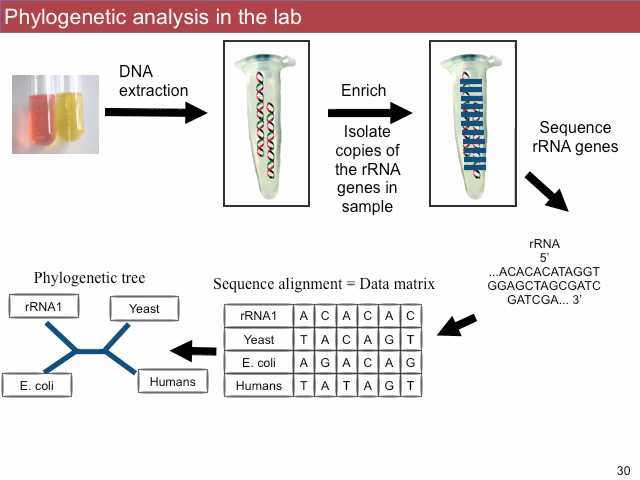 Phylogenetic analysis in the lab
DNA
extraction
Enrich
Isolate
copies of
the rRNA
genes in
sample
Sequence
rRNA genes
rRNA
5’
...ACACACATAGGT
GGAGCTAGCGATC
GATCGA... 3’
Sequence alignment = Data matrix
rRNA1 A C A C A C
Yeast T A C A G T
E. coli A G A C A G
Humans T A T A G T
Phylogenetic tree
rRNA1
Yeast
E. coli
Humans
30